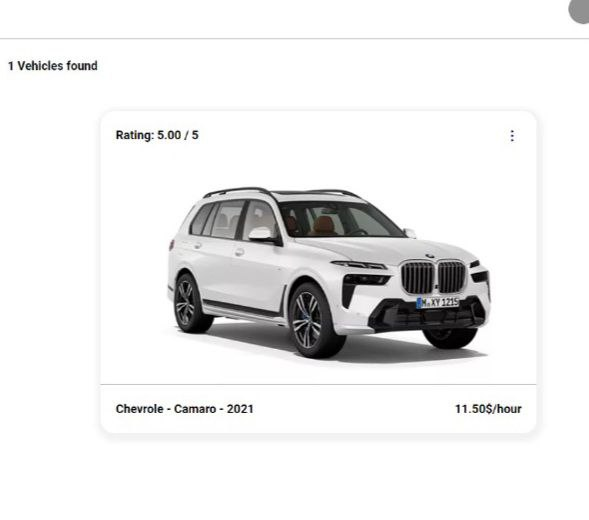 1 Vehicles found
Rating: 5.00 / 5
M XY 1215
Chevrole - Camaro - 2021
11.50$/hour